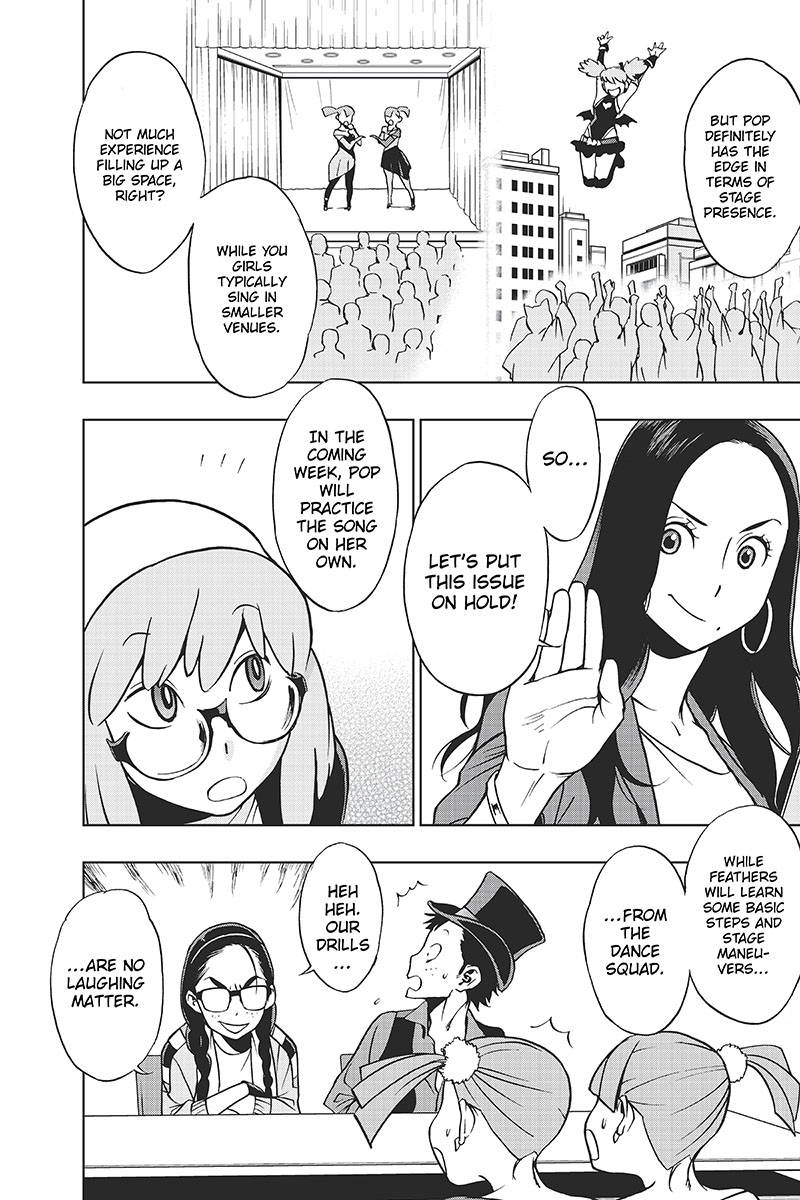 BUT POP
DEFINITELY
HAS THE
EDGE IN
TERMS OF
STAGE
PRESENCE.
WHILE YOU
GIRLS
TYPICALLY
SING IN
SMALLER
VENUES.
NOT MUCH
EXPERIENCE
FILLING UP A
BIG SPACE,
RIGHT?
SO...
LET'S PUT
THIS ISSUE
ON HOLD!
IN THE
COMING
WEEK, POP
WILL
PRACTICE
THE SONG
ON HER
OWN.
WHILE
FEATHERS
WILL LEARN
SOME BASIC
STEPS AND
STAGE
MANEU-
VERS...
...FROM
THE
DANCE
SQUAD.
HEH
HEH.
OUR
DRILLS
...
...ARE NO
LAUGHING
MATTER.